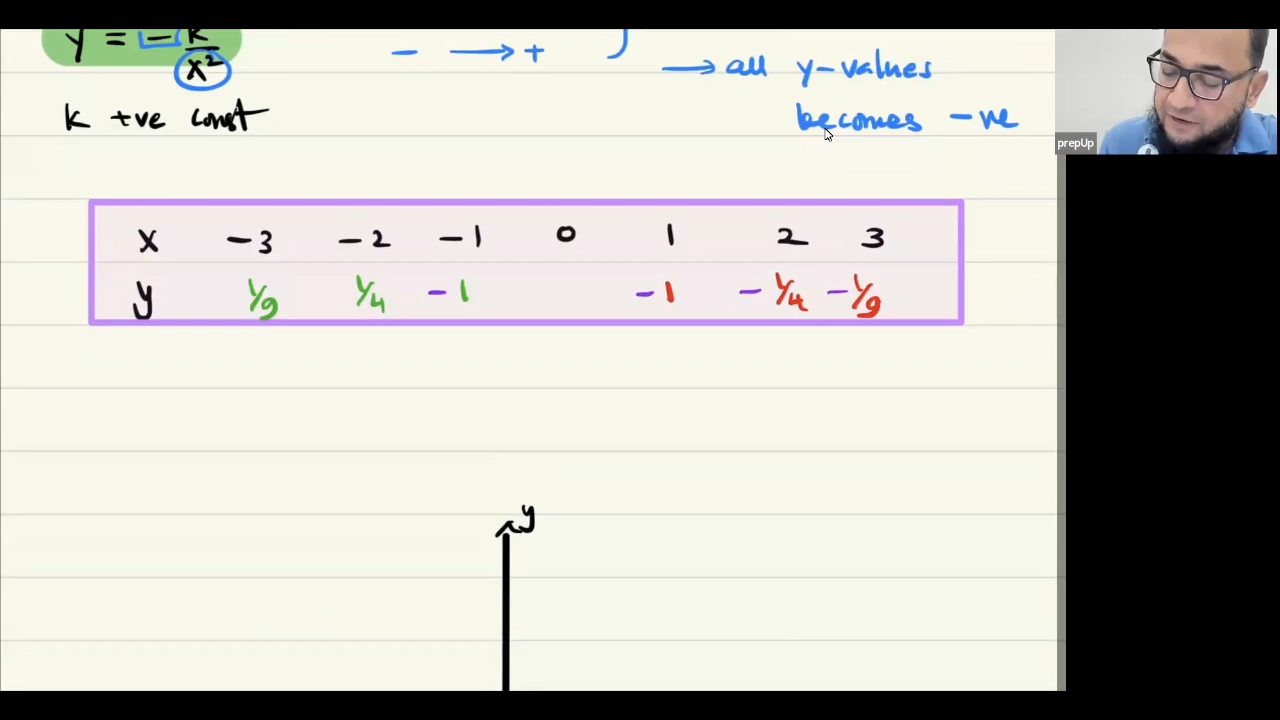 y = - k / x²
- → +
→ all y-values
k +ve const
becomes -ve
prepUp
x -3 -2 -1 0 1 2 3
y 1/9 1/4 -1 -1 -1/4 -1/9
y